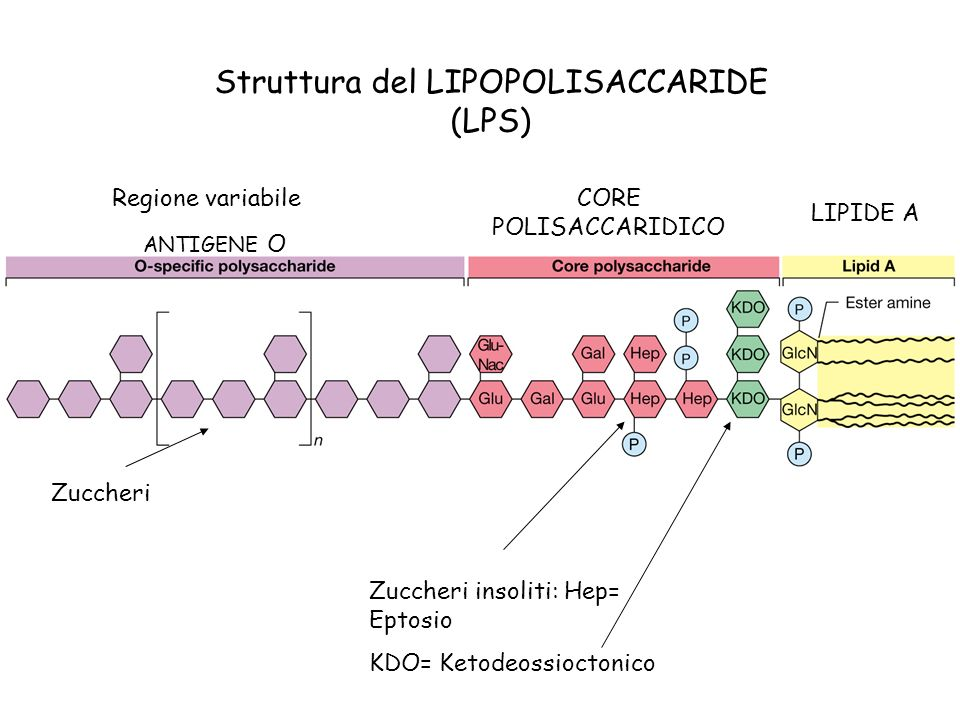 Struttura del LIPOPOLISACCARIDE
(LPS)
Regione variabile
ANTIGENE O
CORE
POLISACCARIDICO
LIPIDE A
O-specific polysaccharide
Core polysaccharide
Lipid A
KDO
P
Ester amine
P
Glu-
Nac
Gal
Hep
P
KDO
GlcN
Glu
Gal
Glu
Hep
Hep
KDO
GlcN
n
P
P
Zuccheri
Zuccheri insoliti: Hep=
Eptosio
KDO= Ketodeossioctonico